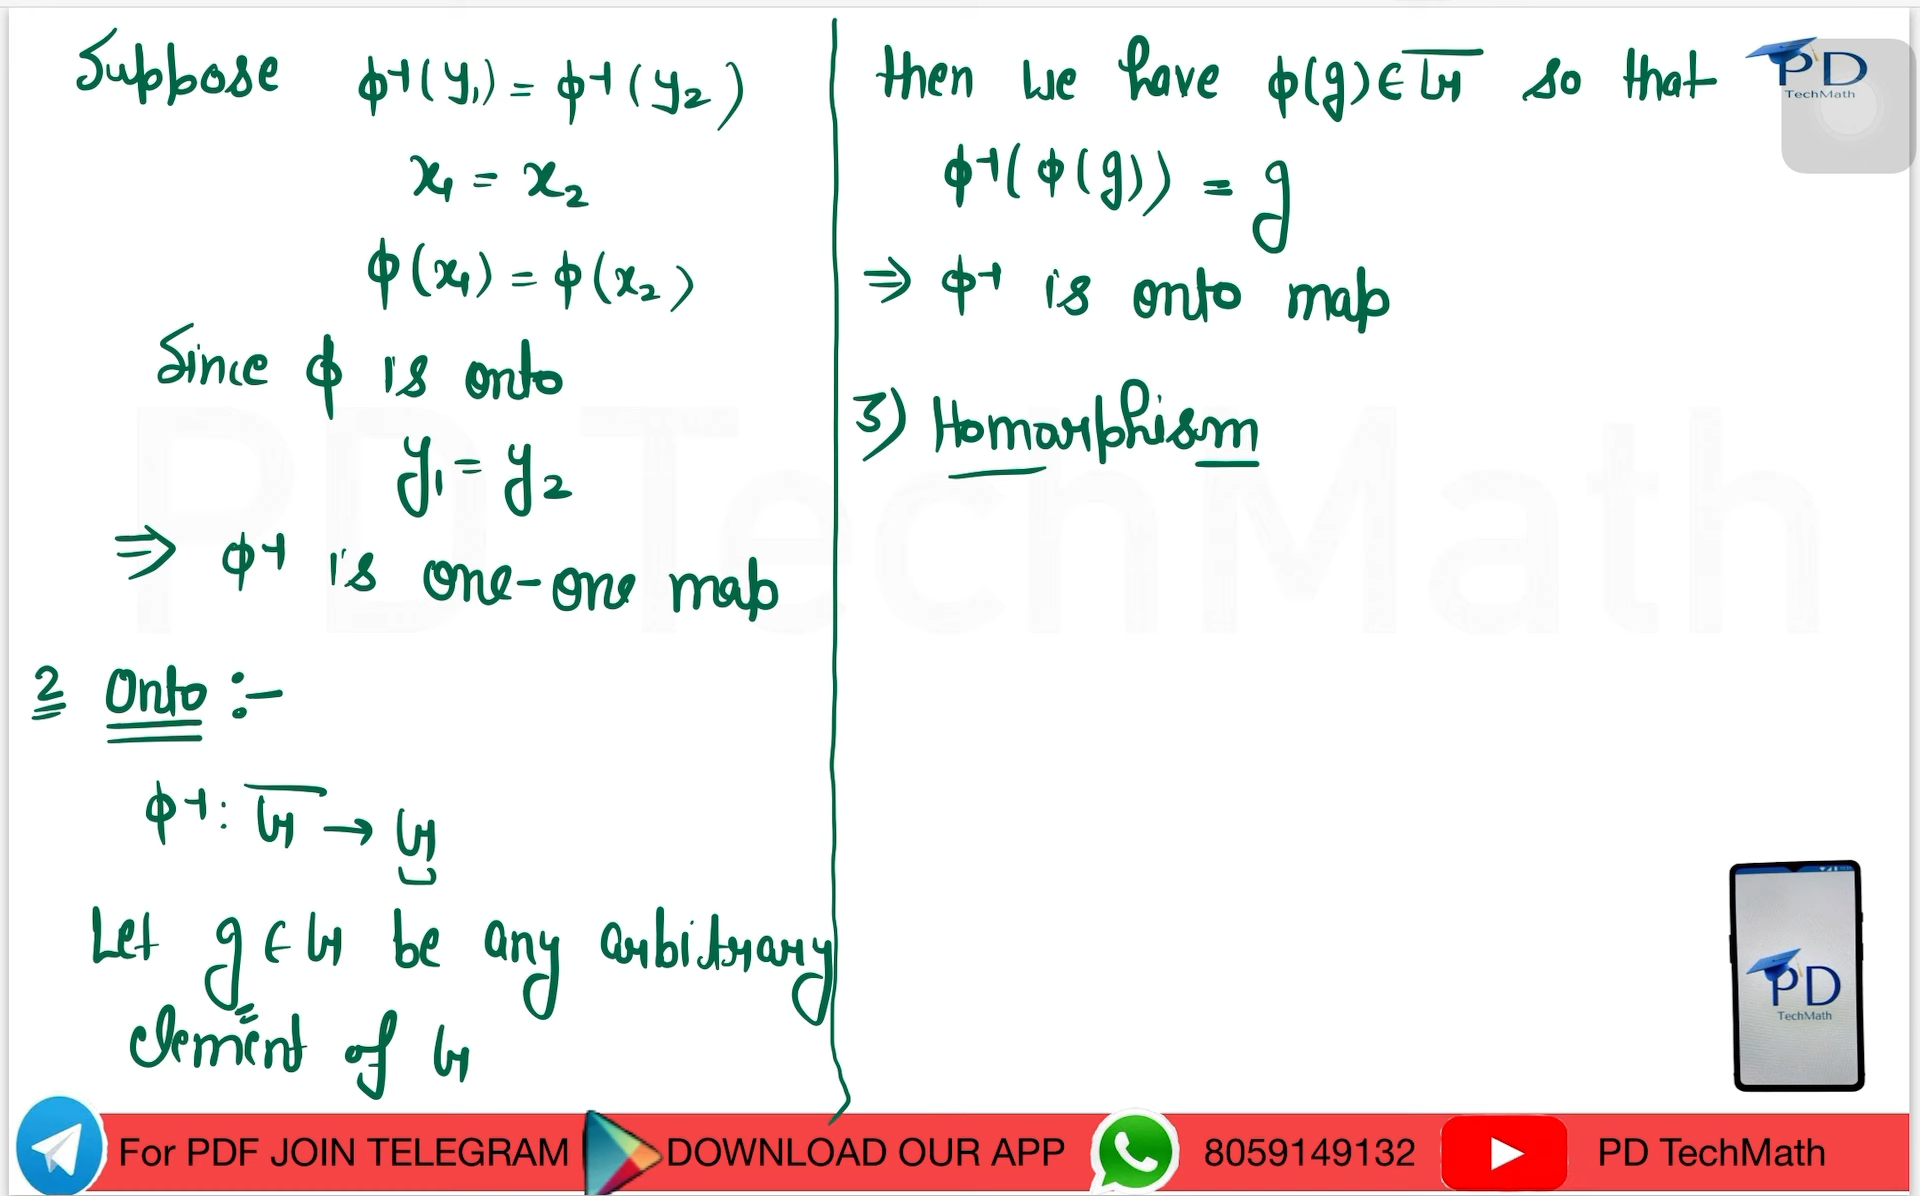 Suppose φ⁻¹(y₁) = φ⁻¹(y₂)
x₁ = x₂
φ(x₁) = φ(x₂)
Since φ is onto
y₁ = y₂
⇒ φ⁻¹ is one-one map
2 Onto :-
φ⁻¹: G̅ → G
Let g ∈ G be any arbitrary
element of G
then we have φ(g) ∈ G̅ so that
φ⁻¹(φ(g)) = g
⇒ φ⁻¹ is onto map
3) Homorphism
PD
TechMath
PD TechMath
PD
TechMath
For PDF JOIN TELEGRAM
DOWNLOAD OUR APP
8059149132
PD TechMath